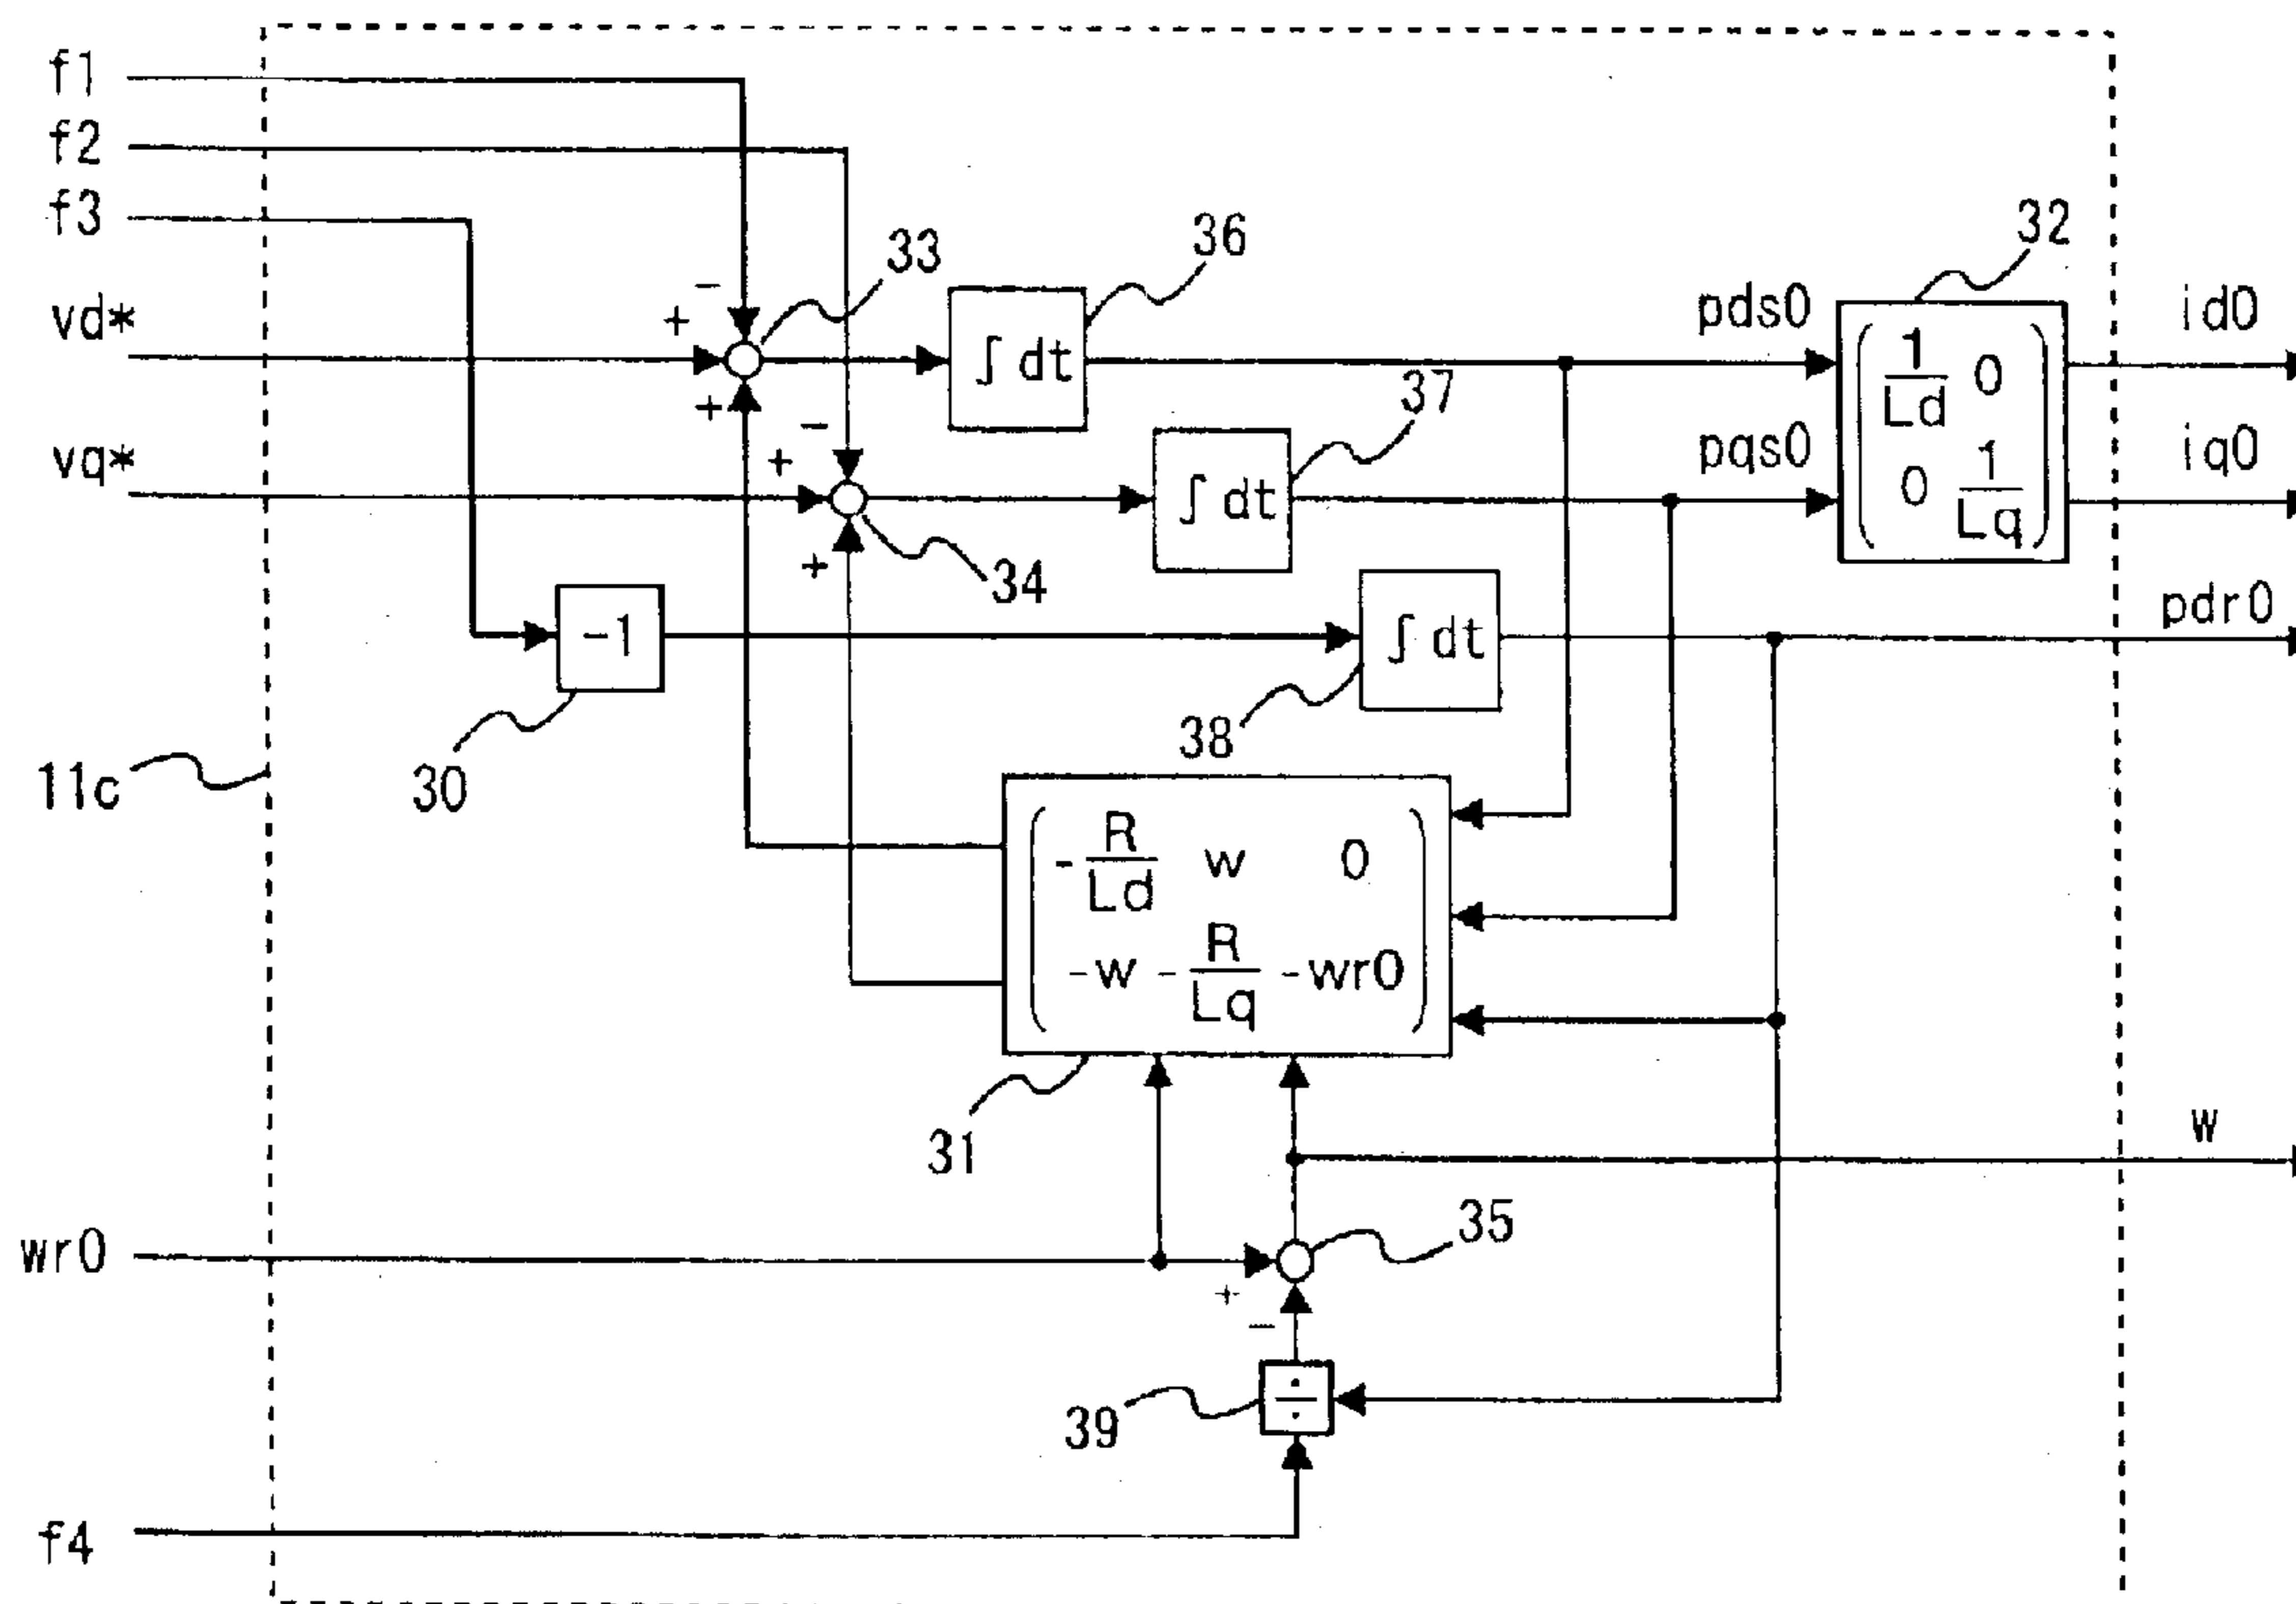 f1
f2
f3
33
36
32
vd*
- +
+
∫dt
pds0
1/Ld 0
0 1/Lq
id0
vq*
- +
+
37
∫dt
pqs0
iq0
34
-1
∫dt
pdr0
30
38
11c
-R/Ld w 0
-w -R/Lq -wr0
31
w
wr0
35
+
-
÷
39
f4